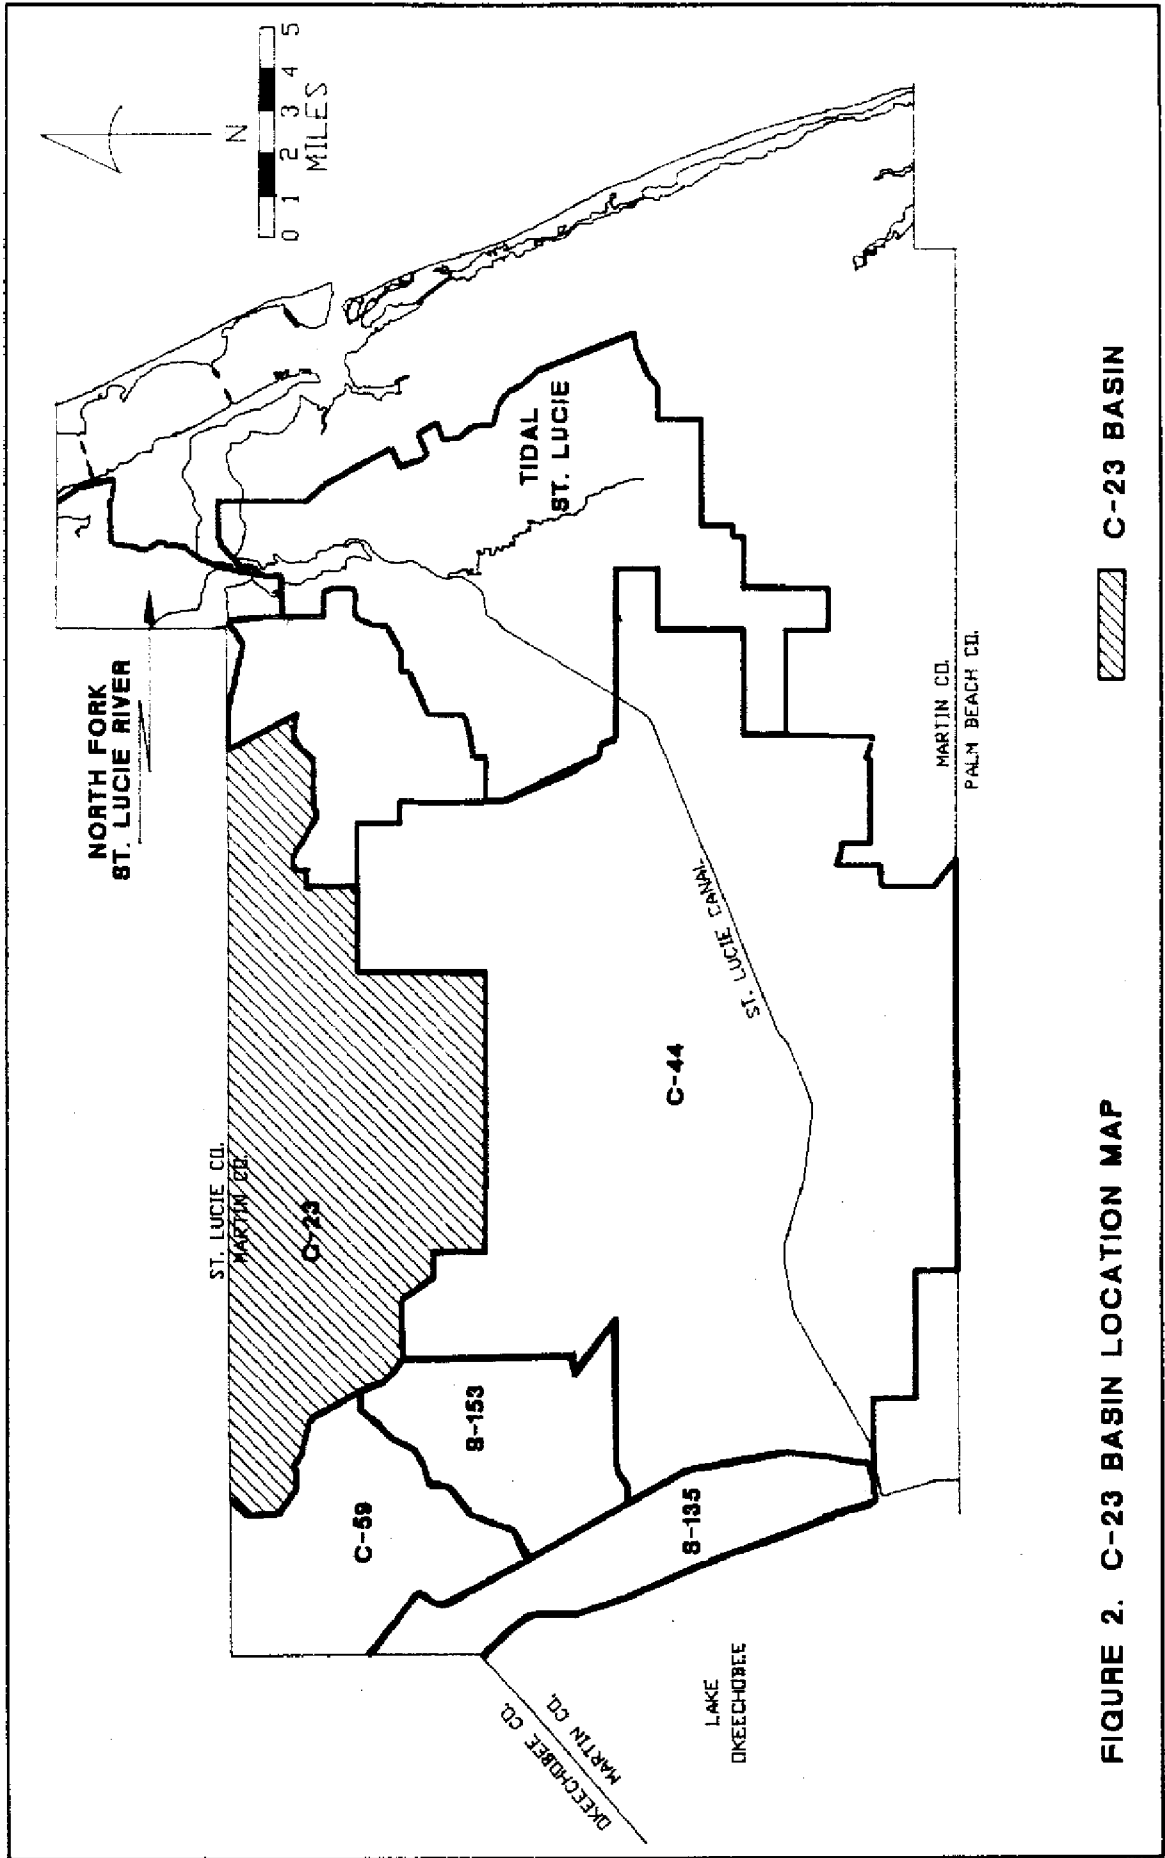 N
0 1 2 3 4 5
MILES
NORTH FORK
ST. LUCIE RIVER
ST. LUCIE CO.
MARTIN CO.
C-23
TIDAL
ST. LUCIE
C-59
S-153
S-135
C-44
ST. LUCIE CANAL
OKEECHOBEE CO.
MARTIN CO.
LAKE
OKEECHOBEE
MARTIN CO.
PALM BEACH CO.
C-23 BASIN
FIGURE 2. C-23 BASIN LOCATION MAP